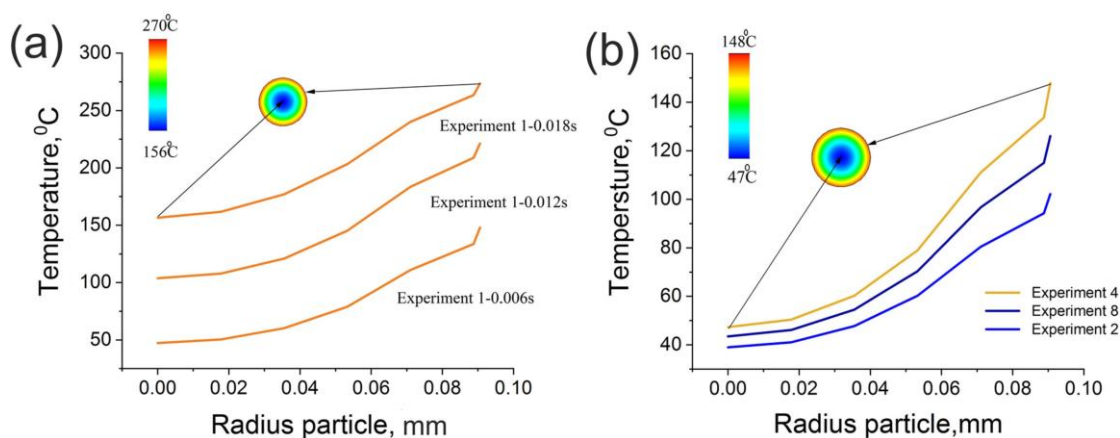 (a)
270⁰C
156⁰C
300
250
200
150
100
50
Temperature,⁰C
0.00 0.02 0.04 0.06 0.08 0.10
Radius particle, mm
Experiment 1-0.018s
Experiment 1-0.012s
Experiment 1-0.006s
(b)
148⁰C
47⁰C
160
140
120
100
80
60
40
Tempersture,⁰C
0.00 0.02 0.04 0.06 0.08 0.10
Radius particle,mm
Experiment 4
Experiment 8
Experiment 2